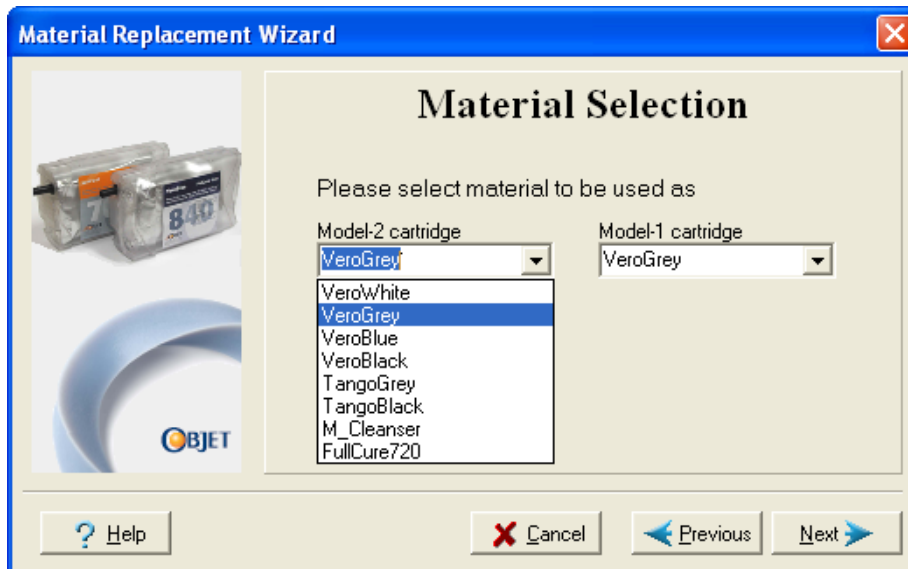 Material Replacement Wizard
Material Selection
Please select material to be used as
Model-2 cartridge
Model-1 cartridge
VeroGrey
VeroGrey
VeroWhite
VeroGrey
VeroBlue
VeroBlack
TangoGrey
TangoBlack
M_Cleanser
FullCure720
840
OBJET
? Help
Cancel
Previous
Next